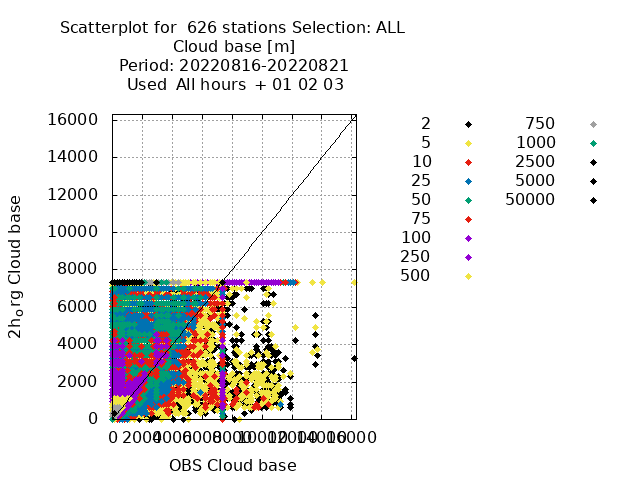 Scatterplot for  626 stations Selection: ALL
Cloud base [m]
Period: 20220816-20220821
Used  All hours  + 01 02 03
16000
14000
12000
10000
8000
6000
4000
2000
0
2hₒrg Cloud base
0 2000 4000 6000 8000 10000 12000 14000 16000
OBS Cloud base
2 750
5 1000
10 2500
25 5000
50 50000
75
100
250
500